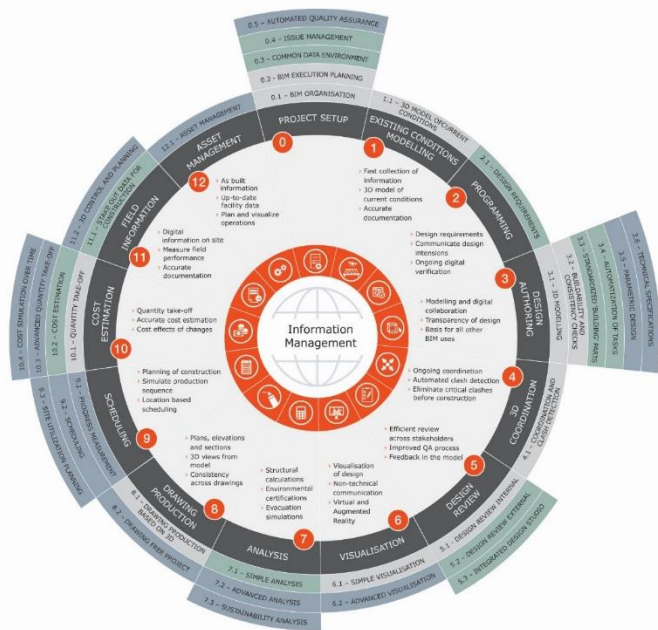 0.5 – AUTOMATED QUALITY ASSURANCE
0.4 – ISSUE MANAGEMENT
0.3 – COMMON DATA ENVIRONMENT
0.2 – BIM EXECUTION PLANNING
0.1 – BIM ORGANISATION
PROJECT SETUP
0
1.1 – 3D MODEL OFCURRENT
CONDITIONS
EXISTING CONDITIONS
MODELLING
1
Fast collection of
information
3D model of
current conditions
Accurate
documentation
2.1 – DESIGN REQUIREMENTS
PROGRAMMING
2
Design requirements
Communicate design
intensions
Ongoing digital
verification
3.6– TECHNICAL SPECIFICATIONS
3.5– PARAMETRIC DESIGN
3.4– AUTOMATIZATION OF TASKS
3.3 – STANDARDIZED 'BUILDING' PARTS
3.2 – BUILDABILITY AND
CONSISTENCY CHECKS
3.1 – 3D MODELLING
DESIGN
AUTHORING
3
Modelling and digital
collaboration
Transparency of design
Basis for all other
BIM uses
4.1 – COORDINATION AND
CLASH DETECTION
3D
COORDINATION
4
Ongoing coordination
Automated clash detection
Eliminate critical clashes
before construction
5.1 – DESIGN REVIEW INTERNAL
5.2 – DESIGN REVIEW EXTERNAL
5.3 – INTEGRATED DESIGN STUDIO
DESIGN
REVIEW
5
Efficient review
across stakeholders
Improved QA process
Feedback in the model
6.1 – SIMPLE VISUALISATION
6.2 – ADVANCED VISUALISATION
VISUALISATION
6
Visualisation
of design
Non-technical
communication
Virtual and
Augmented
Reality
7.1 – SIMPLE ANALYSIS
7.2 – ADVANCED ANALYSIS
7.3 – SUSTAINABILITY ANALYSIS
ANALYSIS
7
Structural
calculations
Environmental
certifications
Evacuation
simulations
8.1 – DRAWING PRODUCTION
BASED ON 3D
8.2 – DRAWING FREE PROJECT
DRAWING
PRODUCTION
8
Plans, elevations
and sections
3D views from
model
Consistency
across drawings
9.1 – PROGRESS MEASUREMENT
9.2 – SCHEDULING
9.3 – SITE UTILIZATION PLANNING
SCHEDULING
9
Planning of construction
Simulate production
sequence
Location based
scheduling
10.4 – COST SIMULATION OVER TIME
10.3 – ADVANCED QUANTITY TAKE-OFF
10.2 – COST ESTIMATION
10.1 – QUANTITY TAKE-OFF
COST
ESTIMATION
10
Quantity take-off
Accurate cost estimation
Cost effects of changes
11.2 – 3D CONTROL AND PLANNING
11.1 – STAKE OUT DATA FOR
CONSTRUCTION
FIELD
INFORMATION
11
Digital
information on site
Measure field
performance
Accurate
documentation
12.1 – ASSET MANAGEMENT
ASSET
MANAGEMENT
12
As built
information
Up-to-date
facility data
Plan and visualize
operations
Information
Management